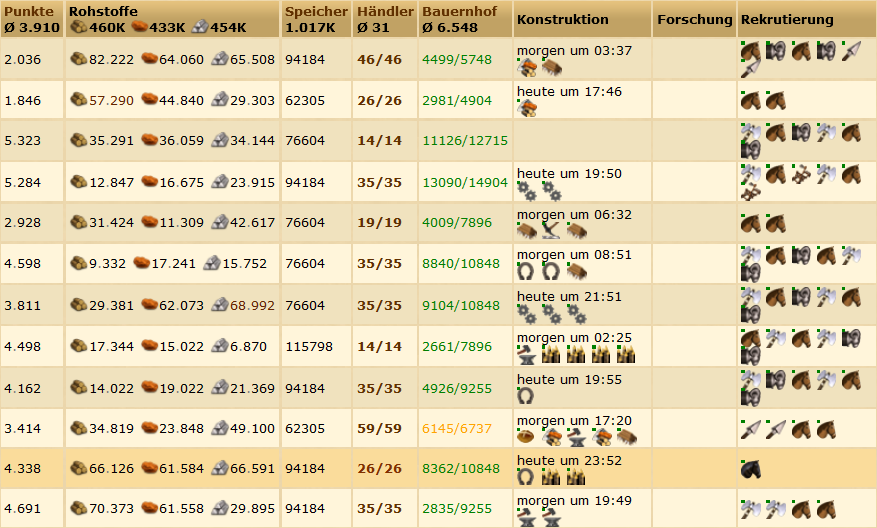 Punkte Rohstoffe Speicher Händler Bauernhof Konstruktion Forschung Rekrutierung
Ø 3.910 460K 433K 454K 1.017K Ø 31 Ø 6.548
2.036 82.222 64.060 65.508 94184 46/46 4499/5748 morgen um 03:37
1.846 57.290 44.840 29.303 62305 26/26 2981/4904 heute um 17:46
5.323 35.291 36.059 34.144 76604 14/14 11126/12715
5.284 12.847 16.675 23.915 94184 35/35 13090/14904 heute um 19:50
2.928 31.424 11.309 42.617 76604 19/19 4009/7896 morgen um 06:32
4.598 9.332 17.241 15.752 76604 35/35 8840/10848 morgen um 08:51
3.811 29.381 62.073 68.992 76604 35/35 9104/10848 heute um 21:51
4.498 17.344 15.022 6.870 115798 14/14 2661/7896 morgen um 02:25
4.162 14.022 19.022 21.369 94184 35/35 4926/9255 heute um 19:55
3.414 34.819 23.848 49.100 62305 59/59 6145/6737 morgen um 17:20
4.338 66.126 61.584 66.591 94184 26/26 8362/10848 heute um 23:52
4.691 70.373 61.558 29.895 94184 35/35 2835/9255 morgen um 19:49